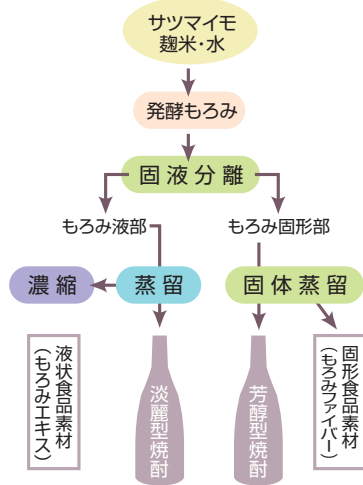 サツマイモ
麹米・水
発酵もろみ
固液分離
もろみ液部
もろみ固形部
濃縮
蒸留
固体蒸留
液状食品素材
(もろみエキス)
淡麗型焼酎
芳醇型焼酎
固形食品素材
(もろみファイバー)